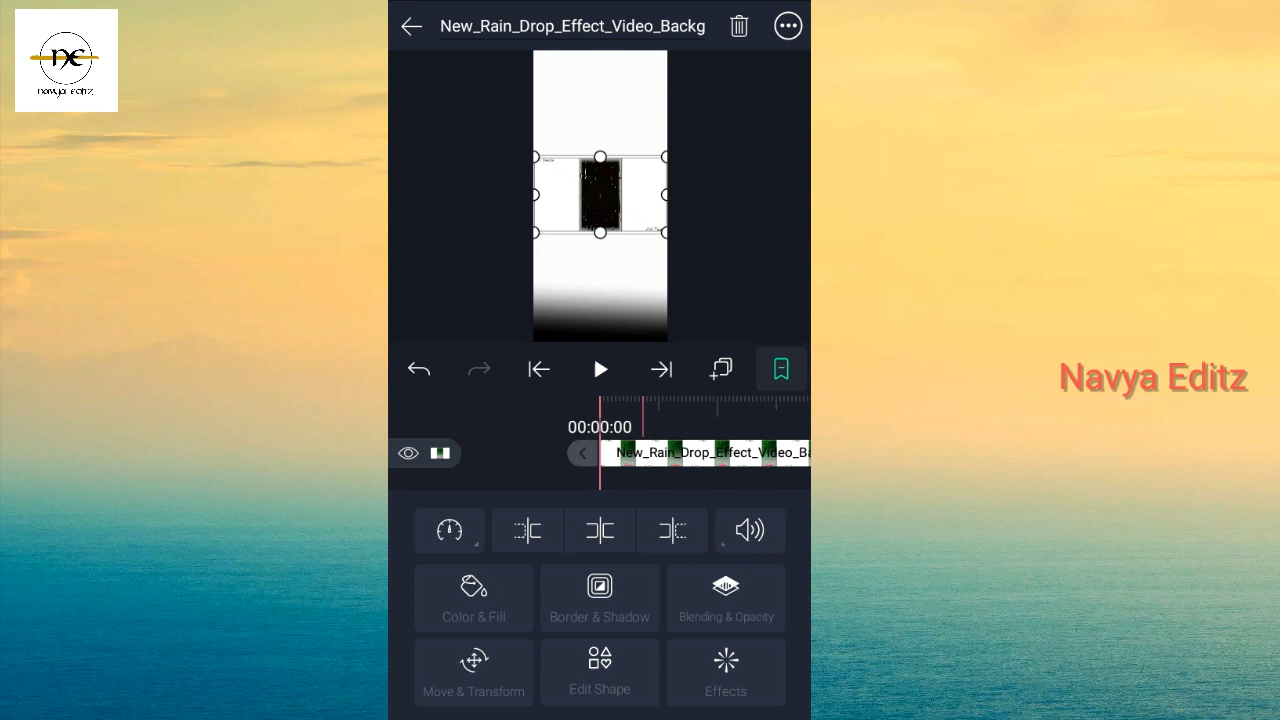 NE
Navya Editz
New_Rain_Drop_Effect_Video_Backg
00:00:00
New_Rain_Drop_Effect_Video_Ba
Color & Fill
Border & Shadow
Blending & Opacity
Move & Transform
Edit Shape
Effects
Navya Editz